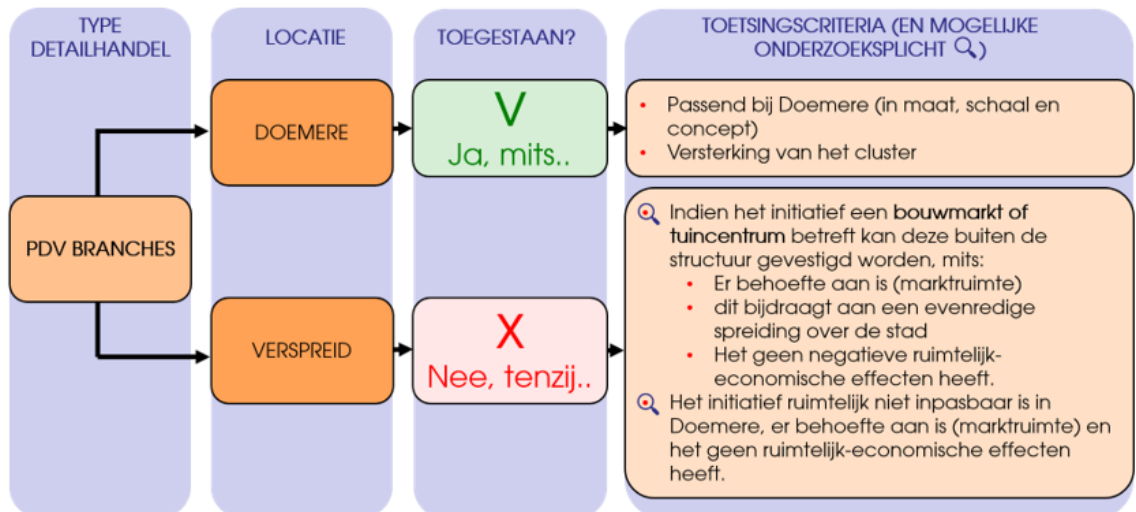 TYPE
DETAILHANDEL
LOCATIE
TOEGESTAAN?
TOETSINGSCRITERIA (EN MOGELIJKE
ONDERZOEKSPLICHT )
PDV BRANCHES
DOEMERE
V
Ja, mits..
• Passend bij Doemere (in maat, schaal en
concept)
• Versterking van het cluster
VERSPREID
X
Nee, tenzij..
Indien het initiatief een bouwmarkt of
tuincentrum betreft kan deze buiten de
structuur gevestigd worden, mits:
• Er behoefte aan is (marktruimte)
• dit bijdraagt aan een evenredige
spreiding over de stad
• Het geen negatieve ruimtelijk-
economische effecten heeft.
Het initiatief ruimtelijk niet inpasbaar is in
Doemere, er behoefte aan is (marktruimte) en
het geen ruimtelijk-economische effecten
heeft.